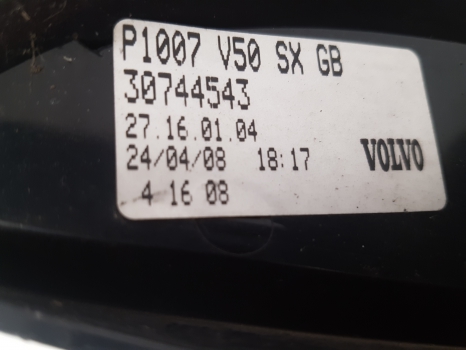 P1007 V50 SX GB
30744543
27.16.01.04
24/04/08 18:17 VOLVO
4 16 08